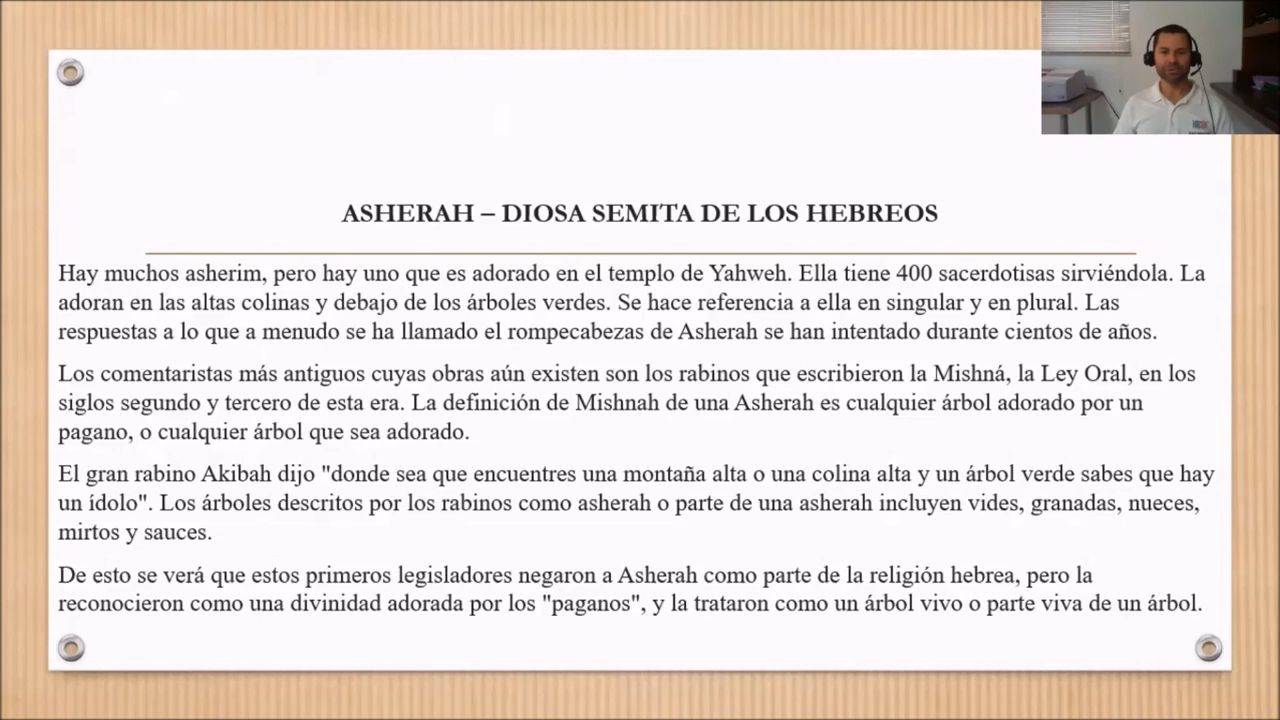 ASHERAH – DIOSA SEMITA DE LOS HEBREOS
Hay muchos asherim, pero hay uno que es adorado en el templo de Yahweh. Ella tiene 400 sacerdotisas sirviéndola. La
adoran en las altas colinas y debajo de los árboles verdes. Se hace referencia a ella en singular y en plural. Las
respuestas a lo que a menudo se ha llamado el rompecabezas de Asherah se han intentado durante cientos de años.
Los comentaristas más antiguos cuyas obras aún existen son los rabinos que escribieron la Mishná, la Ley Oral, en los
siglos segundo y tercero de esta era. La definición de Mishnah de una Asherah es cualquier árbol adorado por un
pagano, o cualquier árbol que sea adorado.
El gran rabino Akibah dijo "donde sea que encuentres una montaña alta o una colina alta y un árbol verde sabes que hay
un ídolo". Los árboles descritos por los rabinos como asherah o parte de una asherah incluyen vides, granadas, nueces,
mirtos y sauces.
De esto se verá que estos primeros legisladores negaron a Asherah como parte de la religión hebrea, pero la
reconocieron como una divinidad adorada por los "paganos", y la trataron como un árbol vivo o parte viva de un árbol.